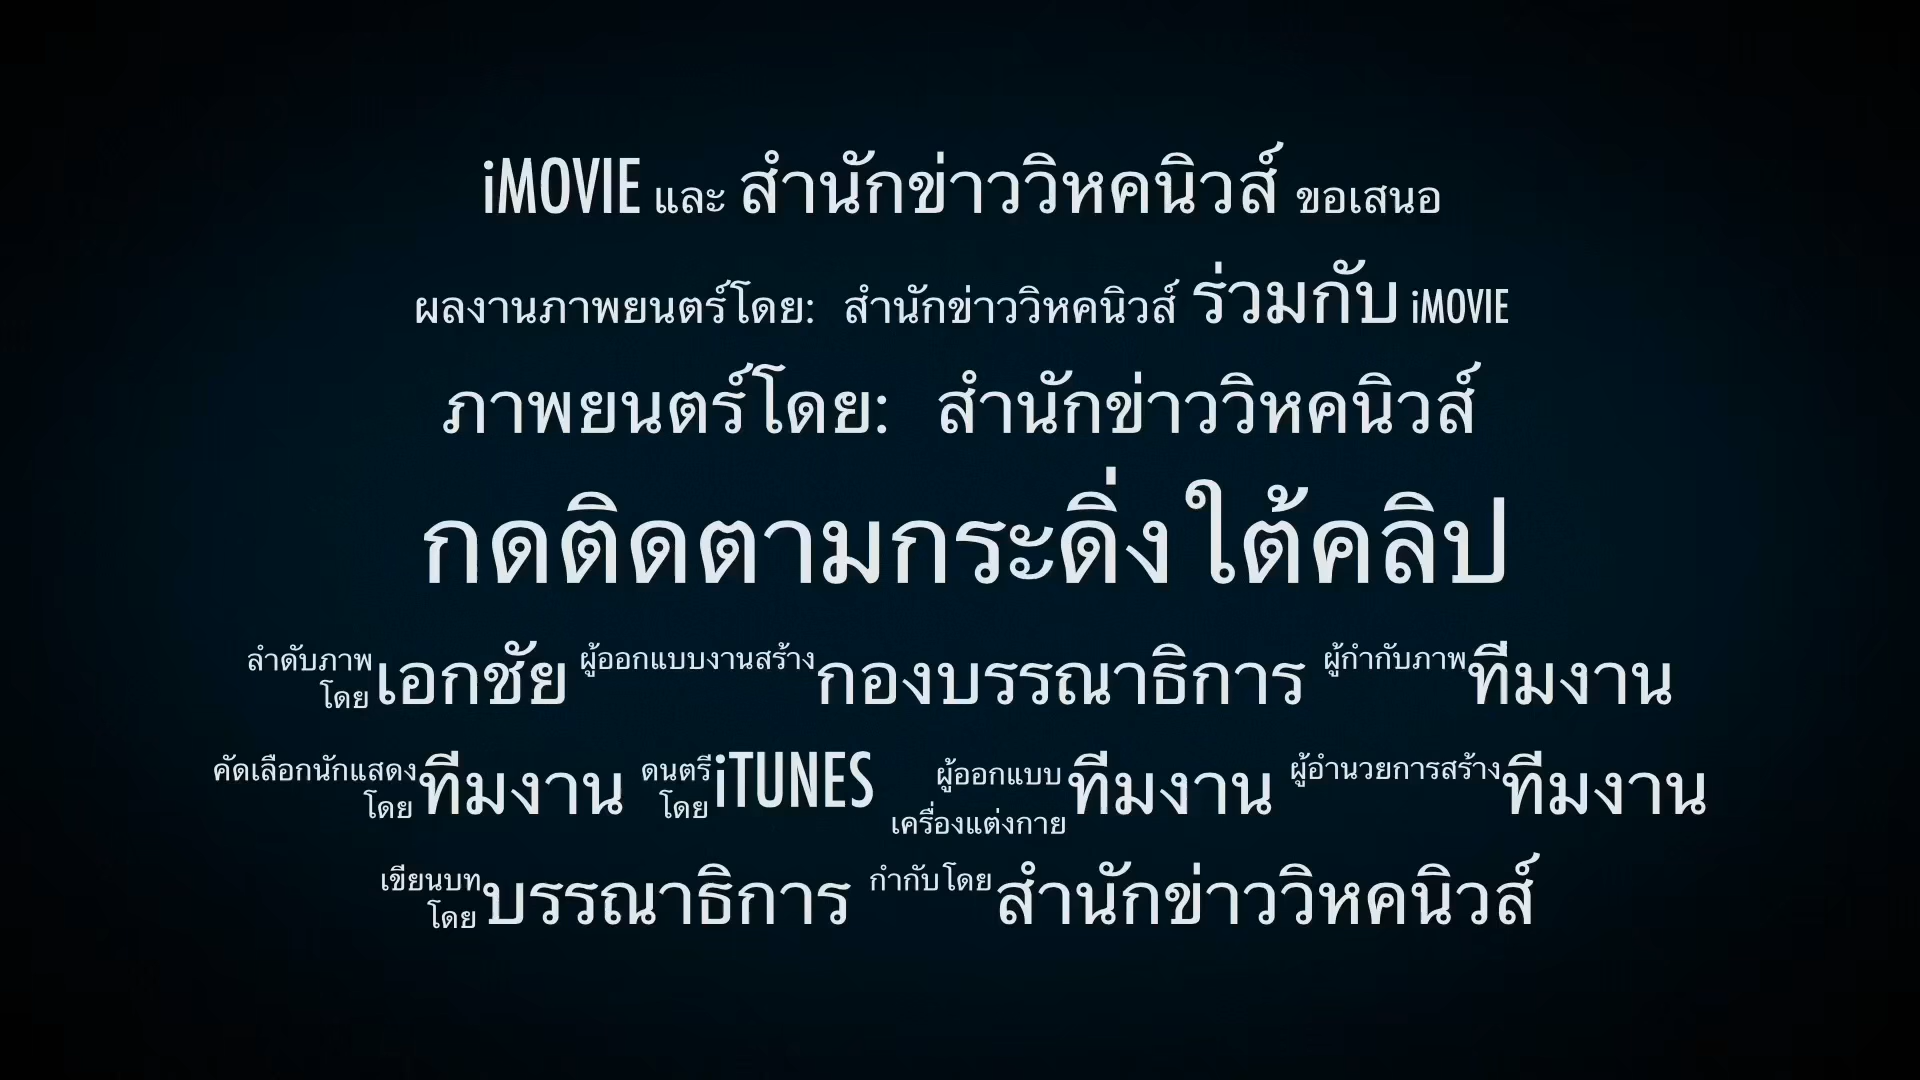 iMOVIE และ สำนักข่าววิหคนิวส์ ขอเสนอ
ผลงานภาพยนตร์โดย: สำนักข่าววิหคนิวส์ ร่วมกับ iMOVIE
ภาพยนตร์โดย: สำนักข่าววิหคนิวส์
กดติดตามกระดิ่งใต้คลิป
ลำดับภาพโดย เอกชัย ผู้ออกแบบงานสร้าง กองบรรณาธิการ ผู้กำกับภาพ ทีมงาน
คัดเลือกนักแสดงโดย ทีมงาน ดนตรีโดย iTUNES ผู้ออกแบบเครื่องแต่งกาย ทีมงาน ผู้อำนวยการสร้าง ทีมงาน
เขียนบทโดย บรรณาธิการ กำกับโดย สำนักข่าววิหคนิวส์